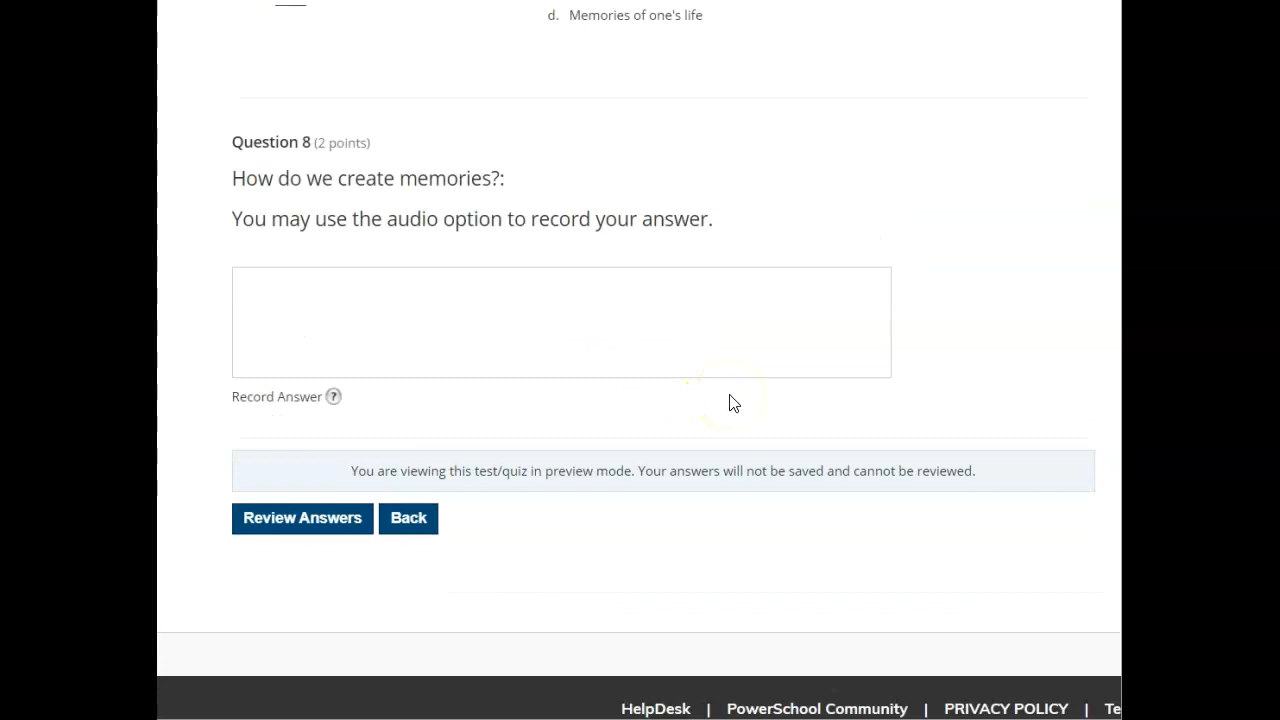 d. Memories of one's life
Question 8 (2 points)
How do we create memories?:
You may use the audio option to record your answer.
Record Answer ?
You are viewing this test/quiz in preview mode. Your answers will not be saved and cannot be reviewed.
Review Answers Back
HelpDesk | PowerSchool Community | PRIVACY POLICY | Te